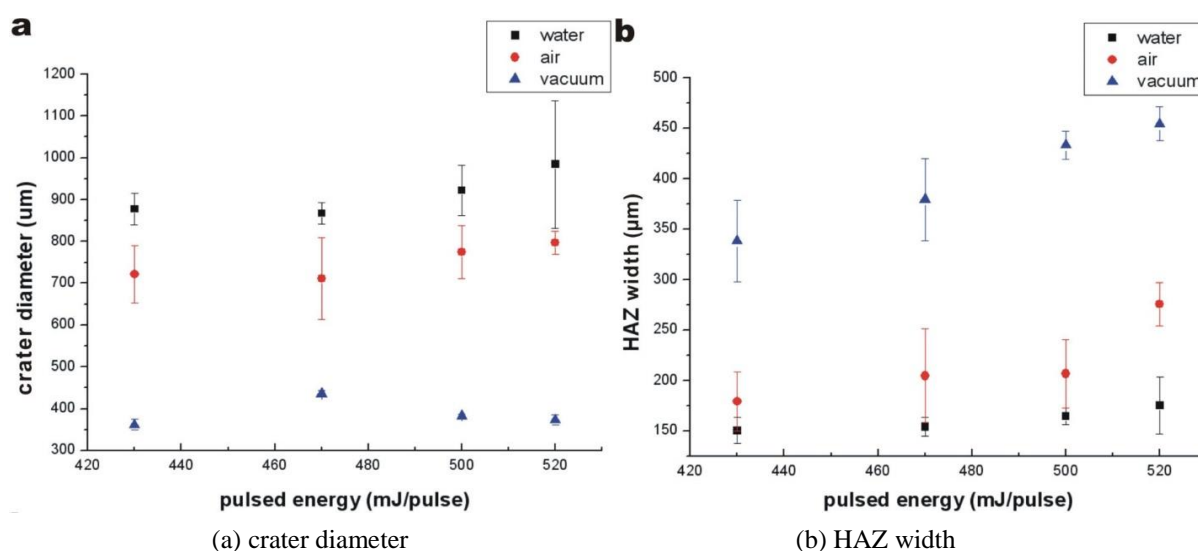 a
water
air
vacuum
1200
1100
1000
900
800
700
600
500
400
300
crater diameter (um)
420 440 460 480 500 520
pulsed energy (mJ/pulse)
(a) crater diameter
b
water
air
vacuum
500
450
400
350
300
250
200
150
HAZ width (μm)
420 440 460 480 500 520
pulsed energy (mJ/pulse)
(b) HAZ width